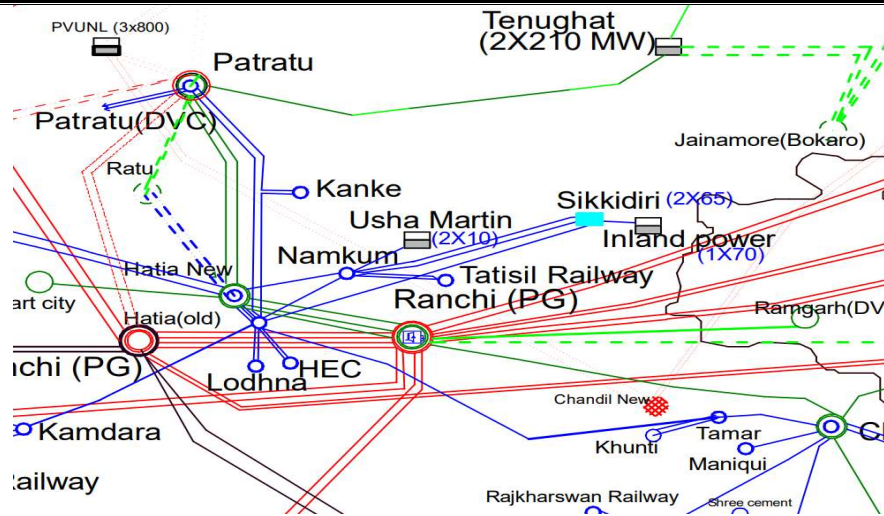 PVUNL (3x800)
Tenughat
(2X210 MW)
Patratu
Patratu(DVC)
Jainamore(Bokaro)
Ratu
Kanke
Sikkidiri (2X65)
Usha Martin
(2X10)
Inland power
(1X70)
Namkum
Hatia New
Tatisil Railway
Ranchi (PG)
art city
Hatia(old)
Ramgarh(DV
chi (PG)
Lodhna
HEC
Chandil New
Kamdara
Khunti
Tamar
Maniqui
ailway
Rajkharswan Railway
Shree cement